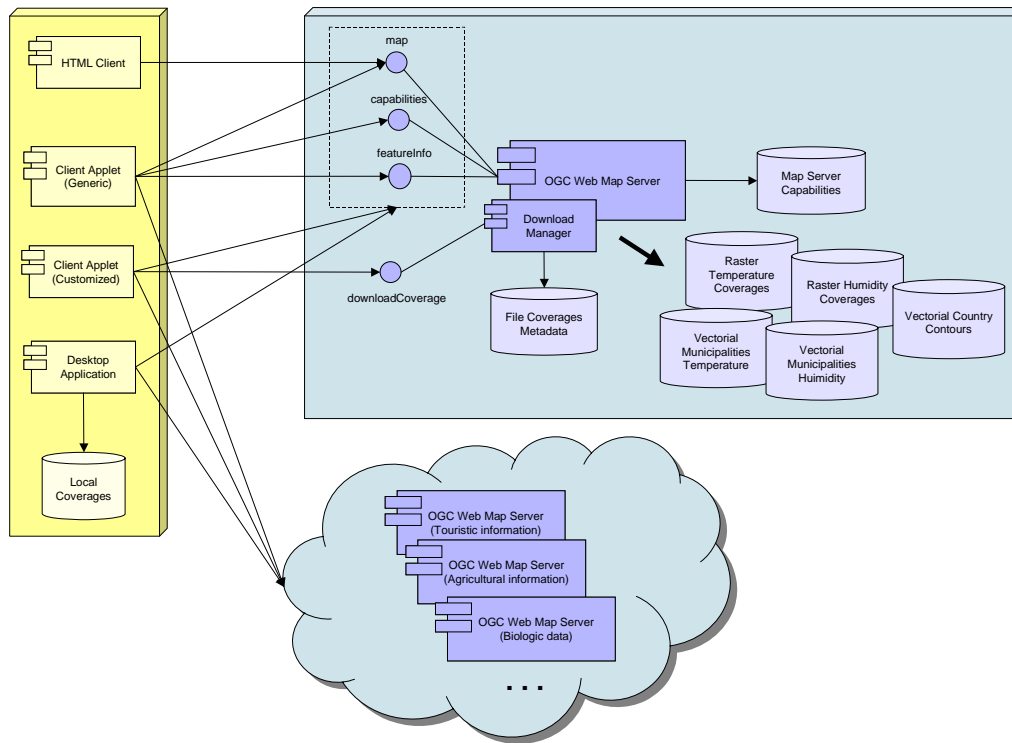 HTML Client
Client Applet
(Generic)
Client Applet
(Customized)
Desktop
Application
Local
Coverages
map
capabilities
featureInfo
downloadCoverage
OGC Web Map Server
Download
Manager
Map Server
Capabilities
File Coverages
Metadata
Raster
Temperature
Coverages
Raster Humidity
Coverages
Vectorial Country
Contours
Vectorial
Municipalities
Temperature
Vectorial
Municipalities
Huimidity
OGC Web Map Server
(Touristic information)
OGC Web Map Server
(Agricultural information)
OGC Web Map Server
(Biologic data)
...